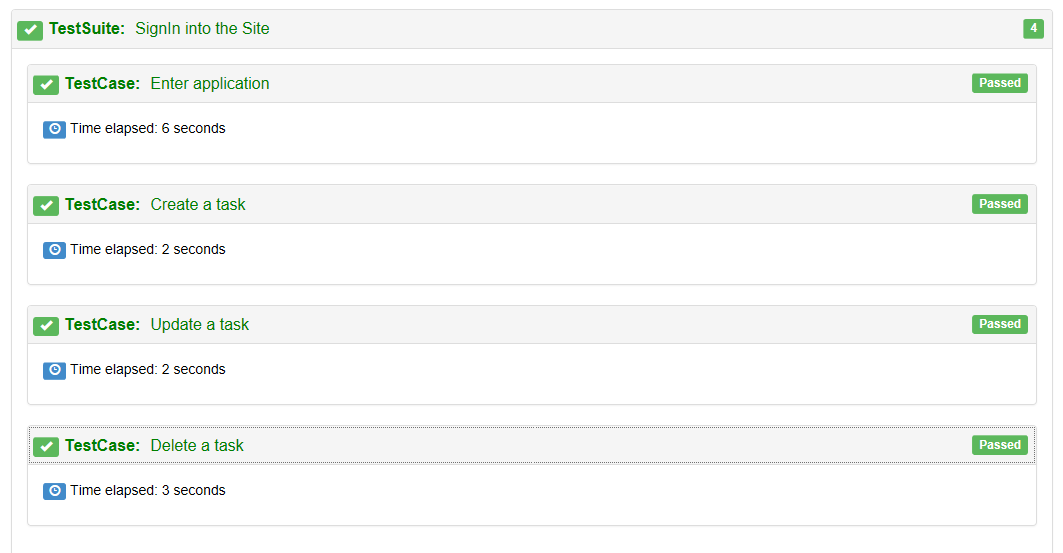 TestSuite: SignIn into the Site 4
TestCase: Enter application Passed
Time elapsed: 6 seconds
TestCase: Create a task Passed
Time elapsed: 2 seconds
TestCase: Update a task Passed
Time elapsed: 2 seconds
TestCase: Delete a task Passed
Time elapsed: 3 seconds